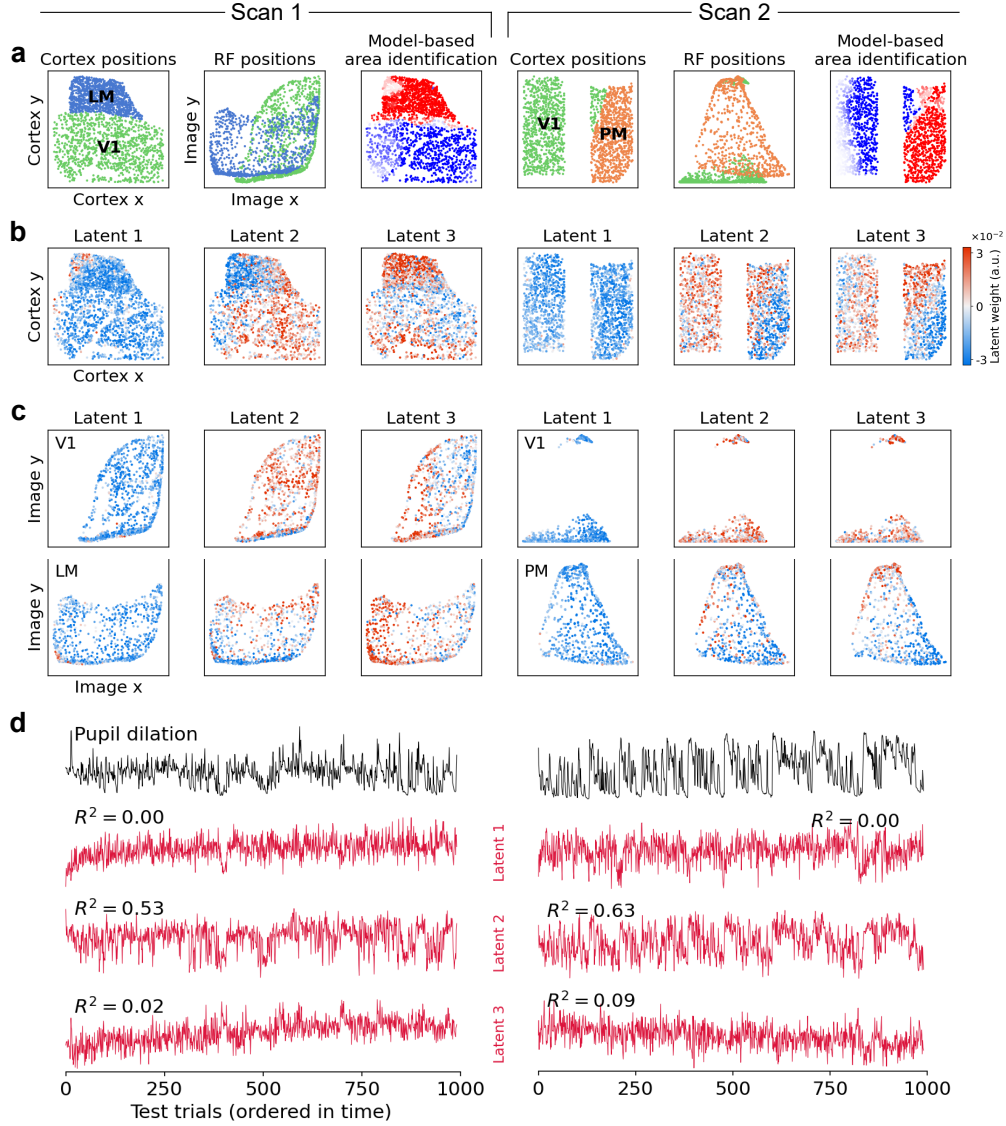 Scan 1 Scan 2
a
Cortex positions RF positions Model-based area identification Cortex positions RF positions Model-based area identification
Cortex y LM V1 Image y V1 PM
Cortex x Image x
b
Latent 1 Latent 2 Latent 3 Latent 1 Latent 2 Latent 3
×10⁻²
Cortex y 3 0 -3 Latent weight (a.u.)
Cortex x
c
Latent 1 Latent 2 Latent 3 Latent 1 Latent 2 Latent 3
Image y V1 V1
Image y LM PM
Image x
d
Pupil dilation
R² = 0.00 Latent 1 R² = 0.00
R² = 0.53 Latent 2 R² = 0.63
R² = 0.02 Latent 3 R² = 0.09
0 250 500 750 1000 0 250 500 750 1000
Test trials (ordered in time)